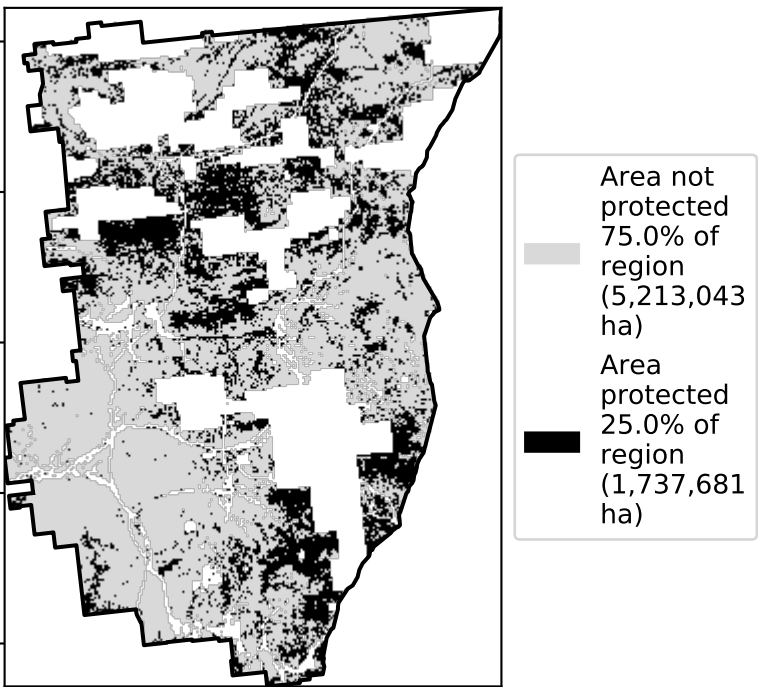 Area not
protected
75.0% of
region
(5,213,043
ha)
Area
protected
25.0% of
region
(1,737,681
ha)